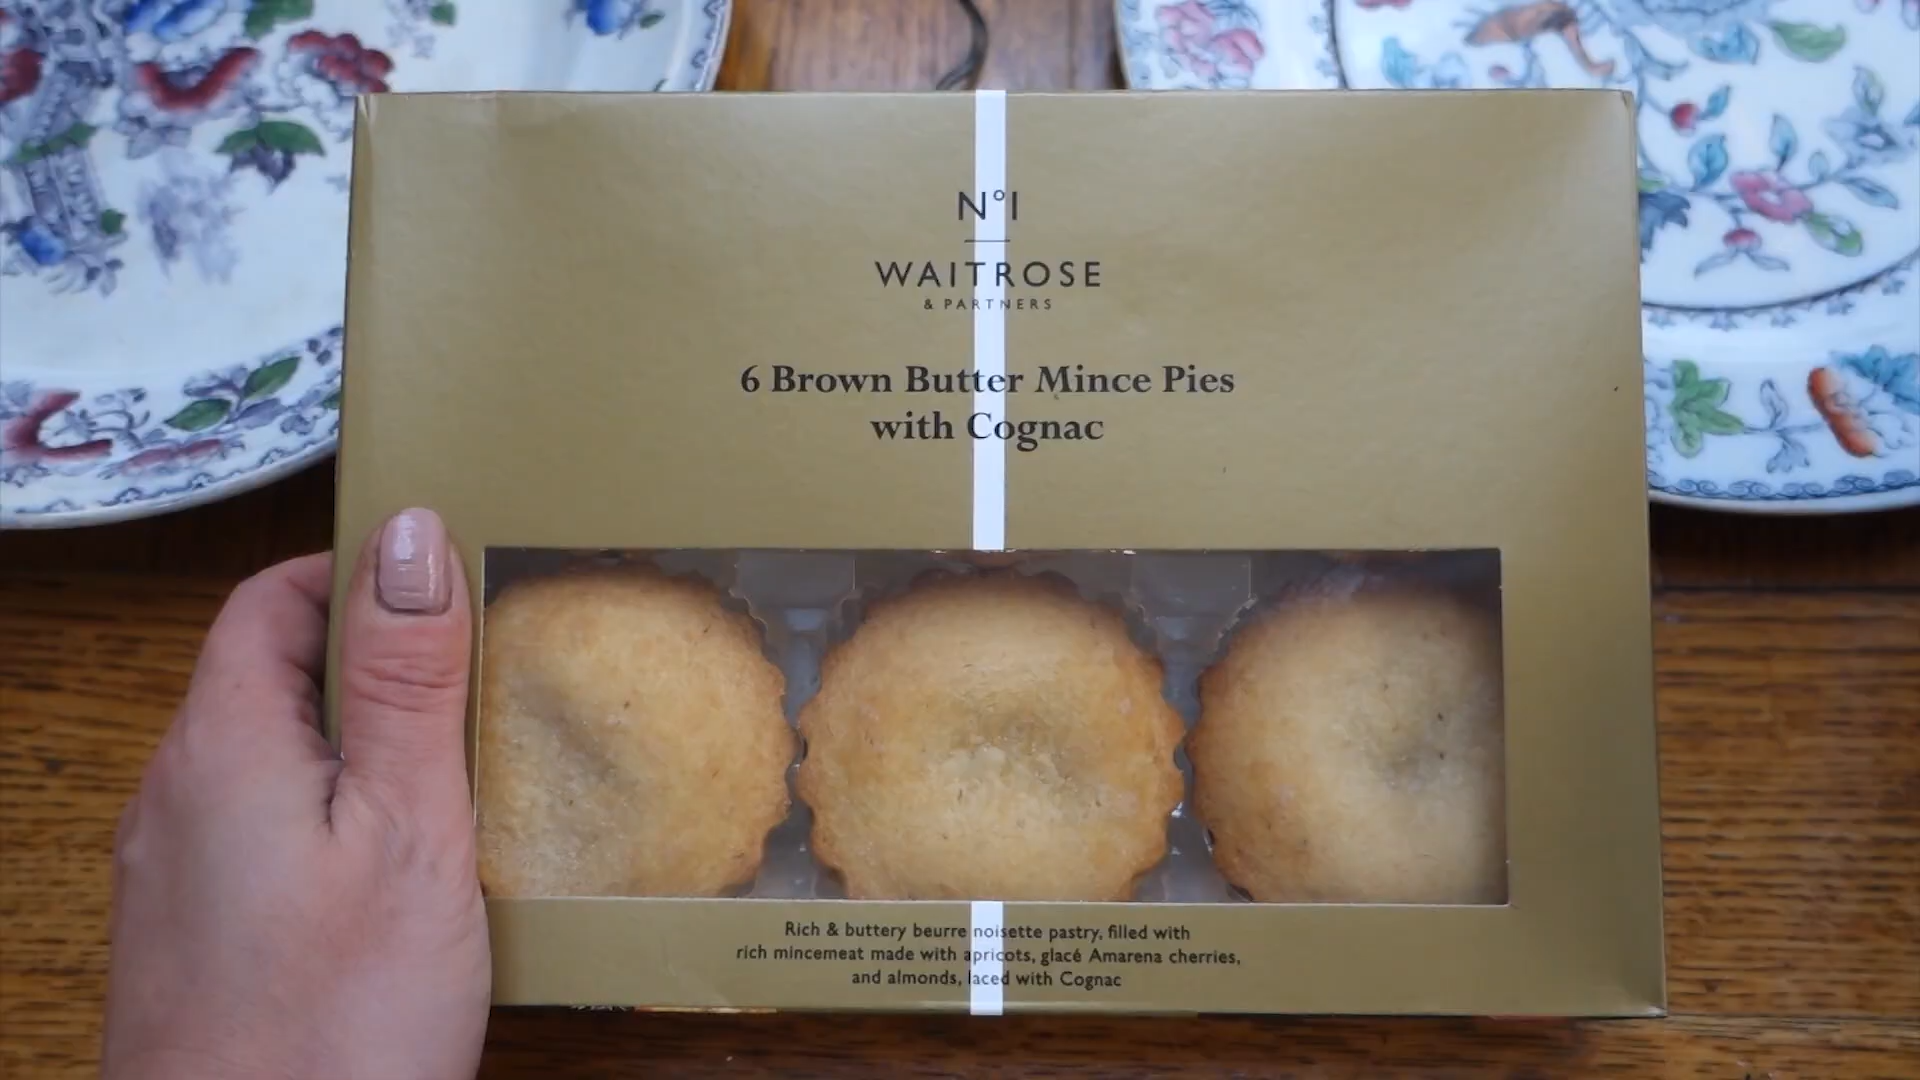 Nº1
WAITROSE
& PARTNERS
6 Brown Butter Mince Pies
with Cognac
Rich & buttery beurre noisette pastry, filled with
rich mincemeat made with apricots, glacé Amarena cherries,
and almonds, laced with Cognac